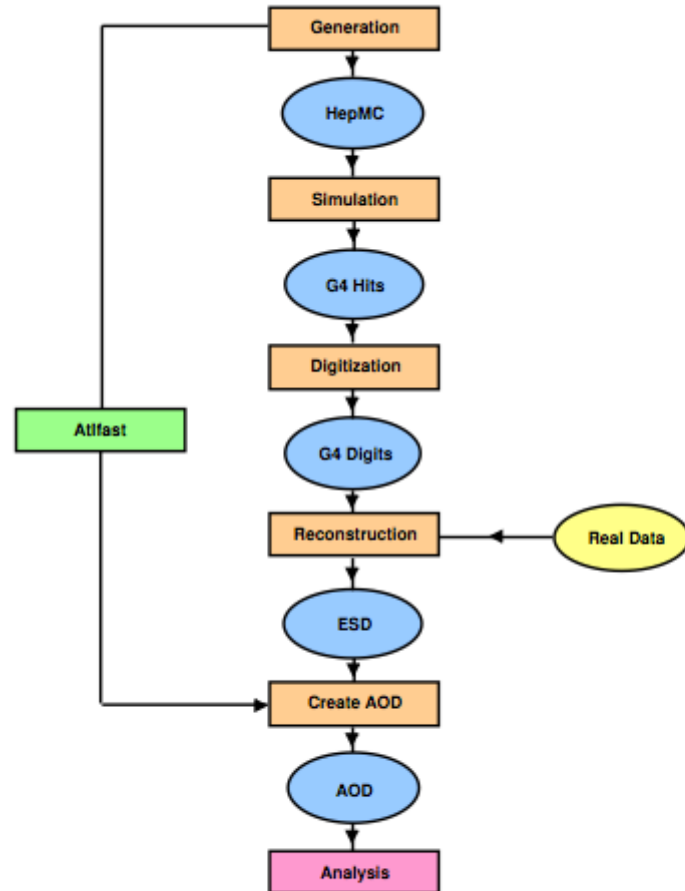 Generation
HepMC
Simulation
G4 Hits
Digitization
Atlfast
G4 Digits
Reconstruction
Real Data
ESD
Create AOD
AOD
Analysis